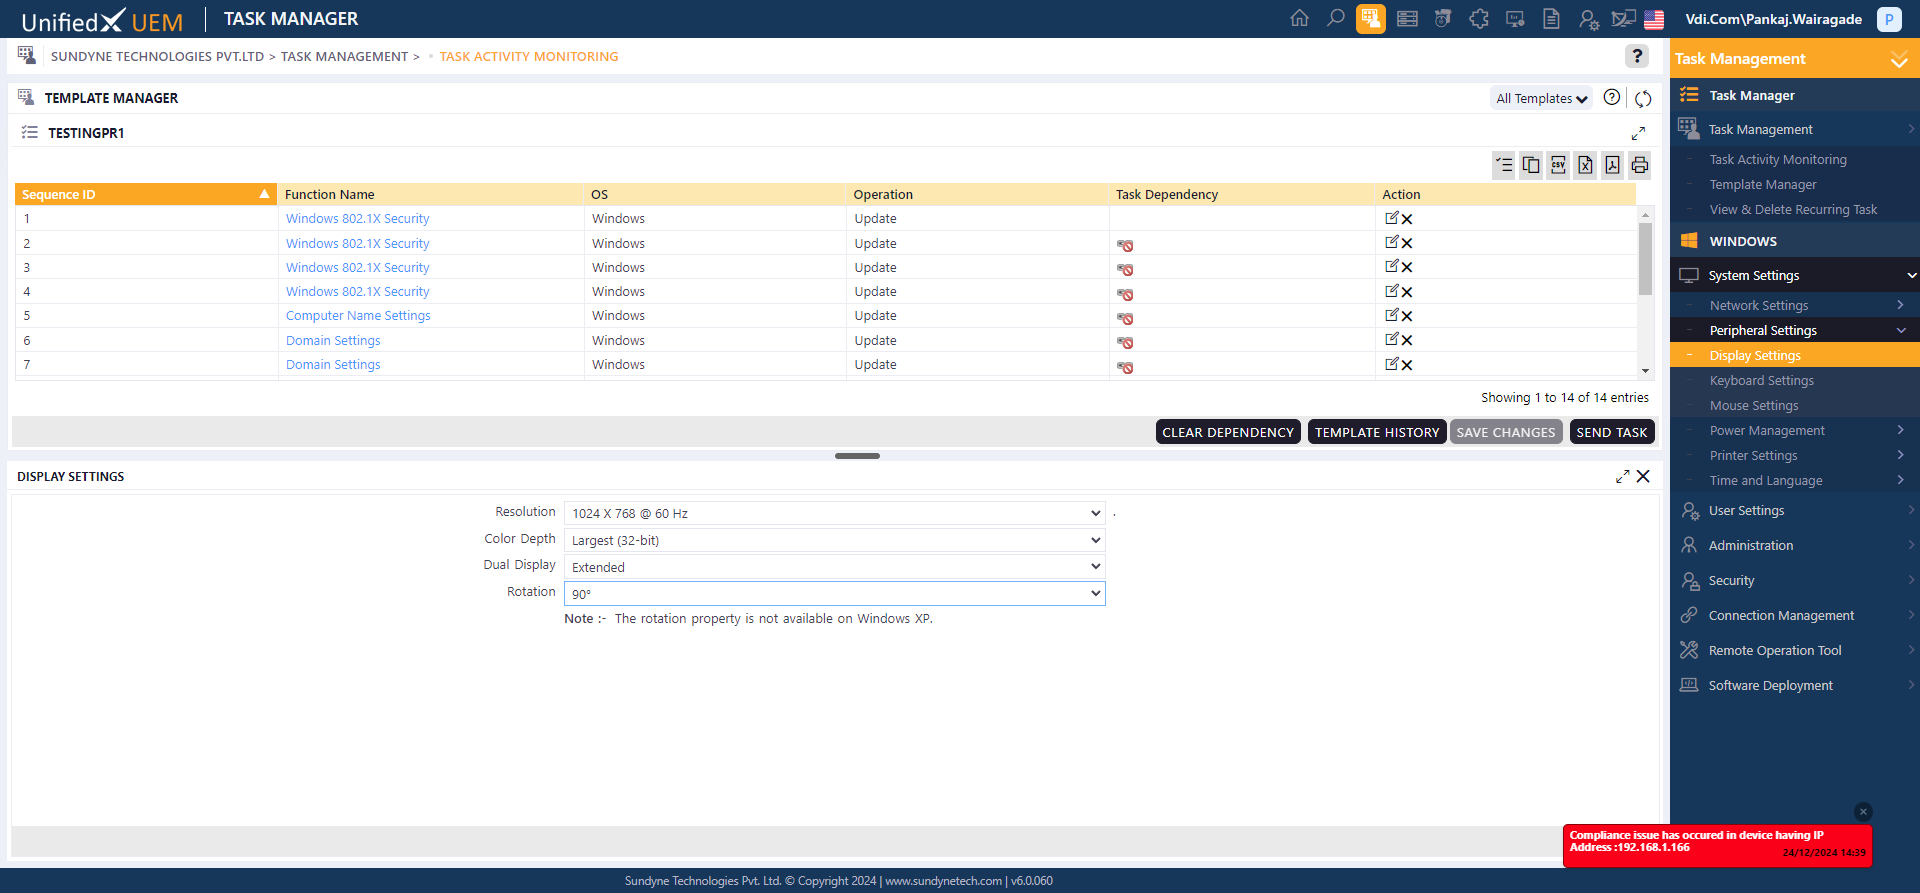 UnifiedX UEM
TASK MANAGER
Vdi.Com\Pankaj.Wairagade
P
SUNDYNE TECHNOLOGIES PVT.LTD > TASK MANAGEMENT > • TASK ACTIVITY MONITORING
?
TEMPLATE MANAGER
All Templates
?
TESTINGPR1
CSV
Sequence ID Function Name OS Operation Task Dependency Action
1 Windows 802.1X Security Windows Update
2 Windows 802.1X Security Windows Update
3 Windows 802.1X Security Windows Update
4 Windows 802.1X Security Windows Update
5 Computer Name Settings Windows Update
6 Domain Settings Windows Update
7 Domain Settings Windows Update
Showing 1 to 14 of 14 entries
CLEAR DEPENDENCY TEMPLATE HISTORY SAVE CHANGES SEND TASK
DISPLAY SETTINGS
Resolution 1024 X 768 @ 60 Hz .
Color Depth Largest (32-bit)
Dual Display Extended
Rotation 90°
Note :- The rotation property is not available on Windows XP.
Task Management
Task Manager
Task Management
Task Activity Monitoring
Template Manager
View & Delete Recurring Task
WINDOWS
System Settings
Network Settings
Peripheral Settings
Display Settings
Keyboard Settings
Mouse Settings
Power Management
Printer Settings
Time and Language
User Settings
Administration
Security
Connection Management
Remote Operation Tool
Software Deployment
Compliance issue has occured in device having IP
Address :192.168.1.166
24/12/2024 14:39
Sundyne Technologies Pvt. Ltd. © Copyright 2024 | www.sundynetech.com | v6.0.060